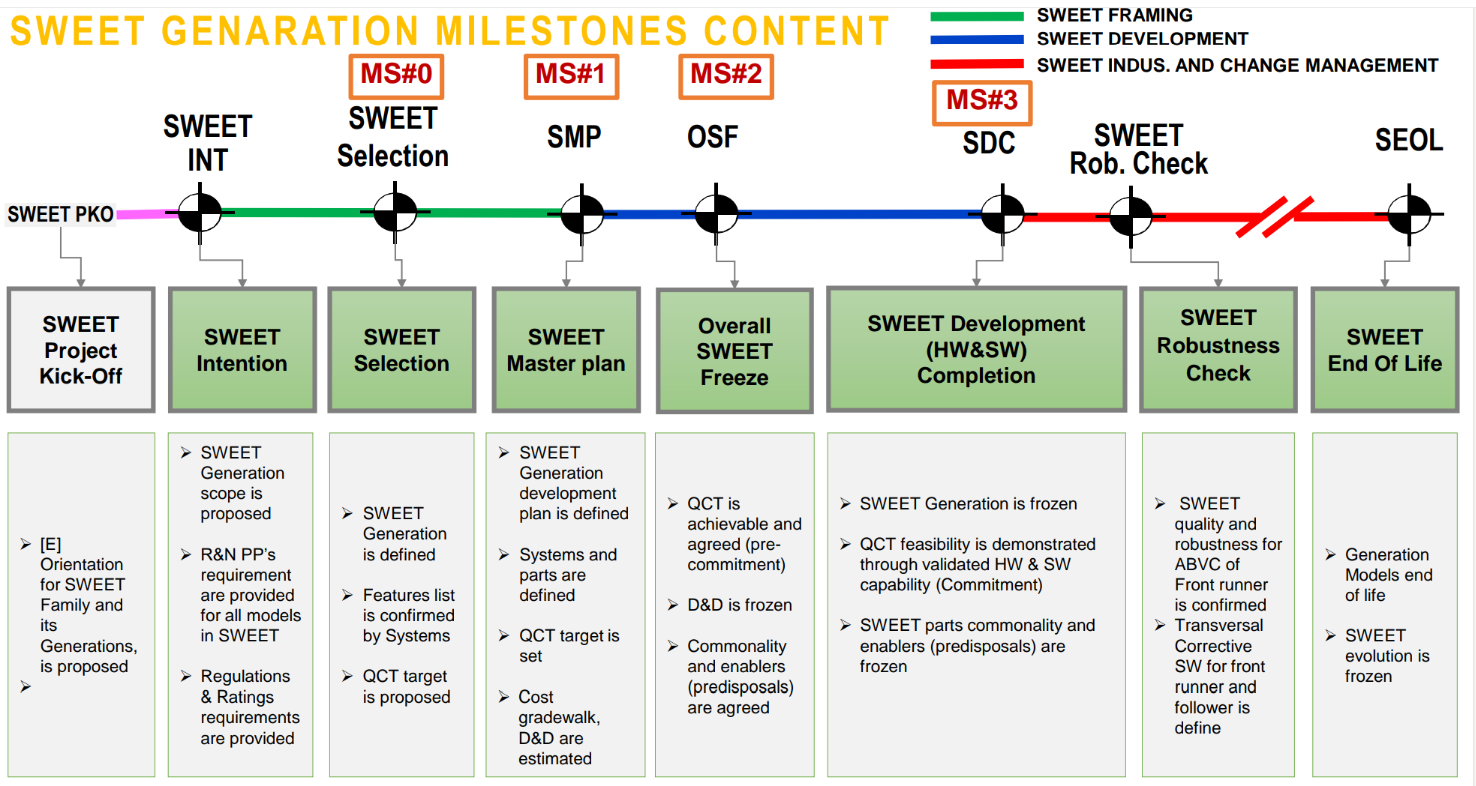 SWEET GENARATION MILESTONES CONTENT
SWEET FRAMING
SWEET DEVELOPMENT
SWEET INDUS. AND CHANGE MANAGEMENT
MS#0
MS#1
MS#2
MS#3
SWEET
INT
SWEET
Selection
SMP
OSF
SDC
SWEET
Rob. Check
SEOL
SWEET PKO
SWEET
Project
Kick-Off
SWEET
Intention
SWEET
Selection
SWEET
Master plan
Overall
SWEET
Freeze
SWEET Development
(HW&SW)
Completion
SWEET
Robustness
Check
SWEET
End Of Life
➢ [E]
Orientation
for SWEET
Family and
its
Generations,
is proposed
➢
➢ SWEET
Generation
scope is
proposed
➢ R&N PP's
requirement
are provided
for all models
in SWEET
➢ Regulations
& Ratings
requirements
are provided
➢ SWEET
Generation
is defined
➢ Features list
is confirmed
by Systems
➢ QCT target
is proposed
➢ SWEET
Generation
development
plan is defined
➢ Systems and
parts are
defined
➢ QCT target is
set
➢ Cost
gradewalk,
D&D are
estimated
➢ QCT is
achievable and
agreed (pre-
commitment)
➢ D&D is frozen
➢ Commonality
and enablers
(predisposals)
are agreed
➢ SWEET Generation is frozen
➢ QCT feasibility is demonstrated
through validated HW & SW
capability (Commitment)
➢ SWEET parts commonality and
enablers (predisposals) are
frozen
➢ SWEET
quality and
robustness for
ABVC of
Front runner
is confirmed
➢ Transversal
Corrective
SW for front
runner and
follower is
define
➢ Generation
Models end
of life
➢ SWEET
evolution is
frozen